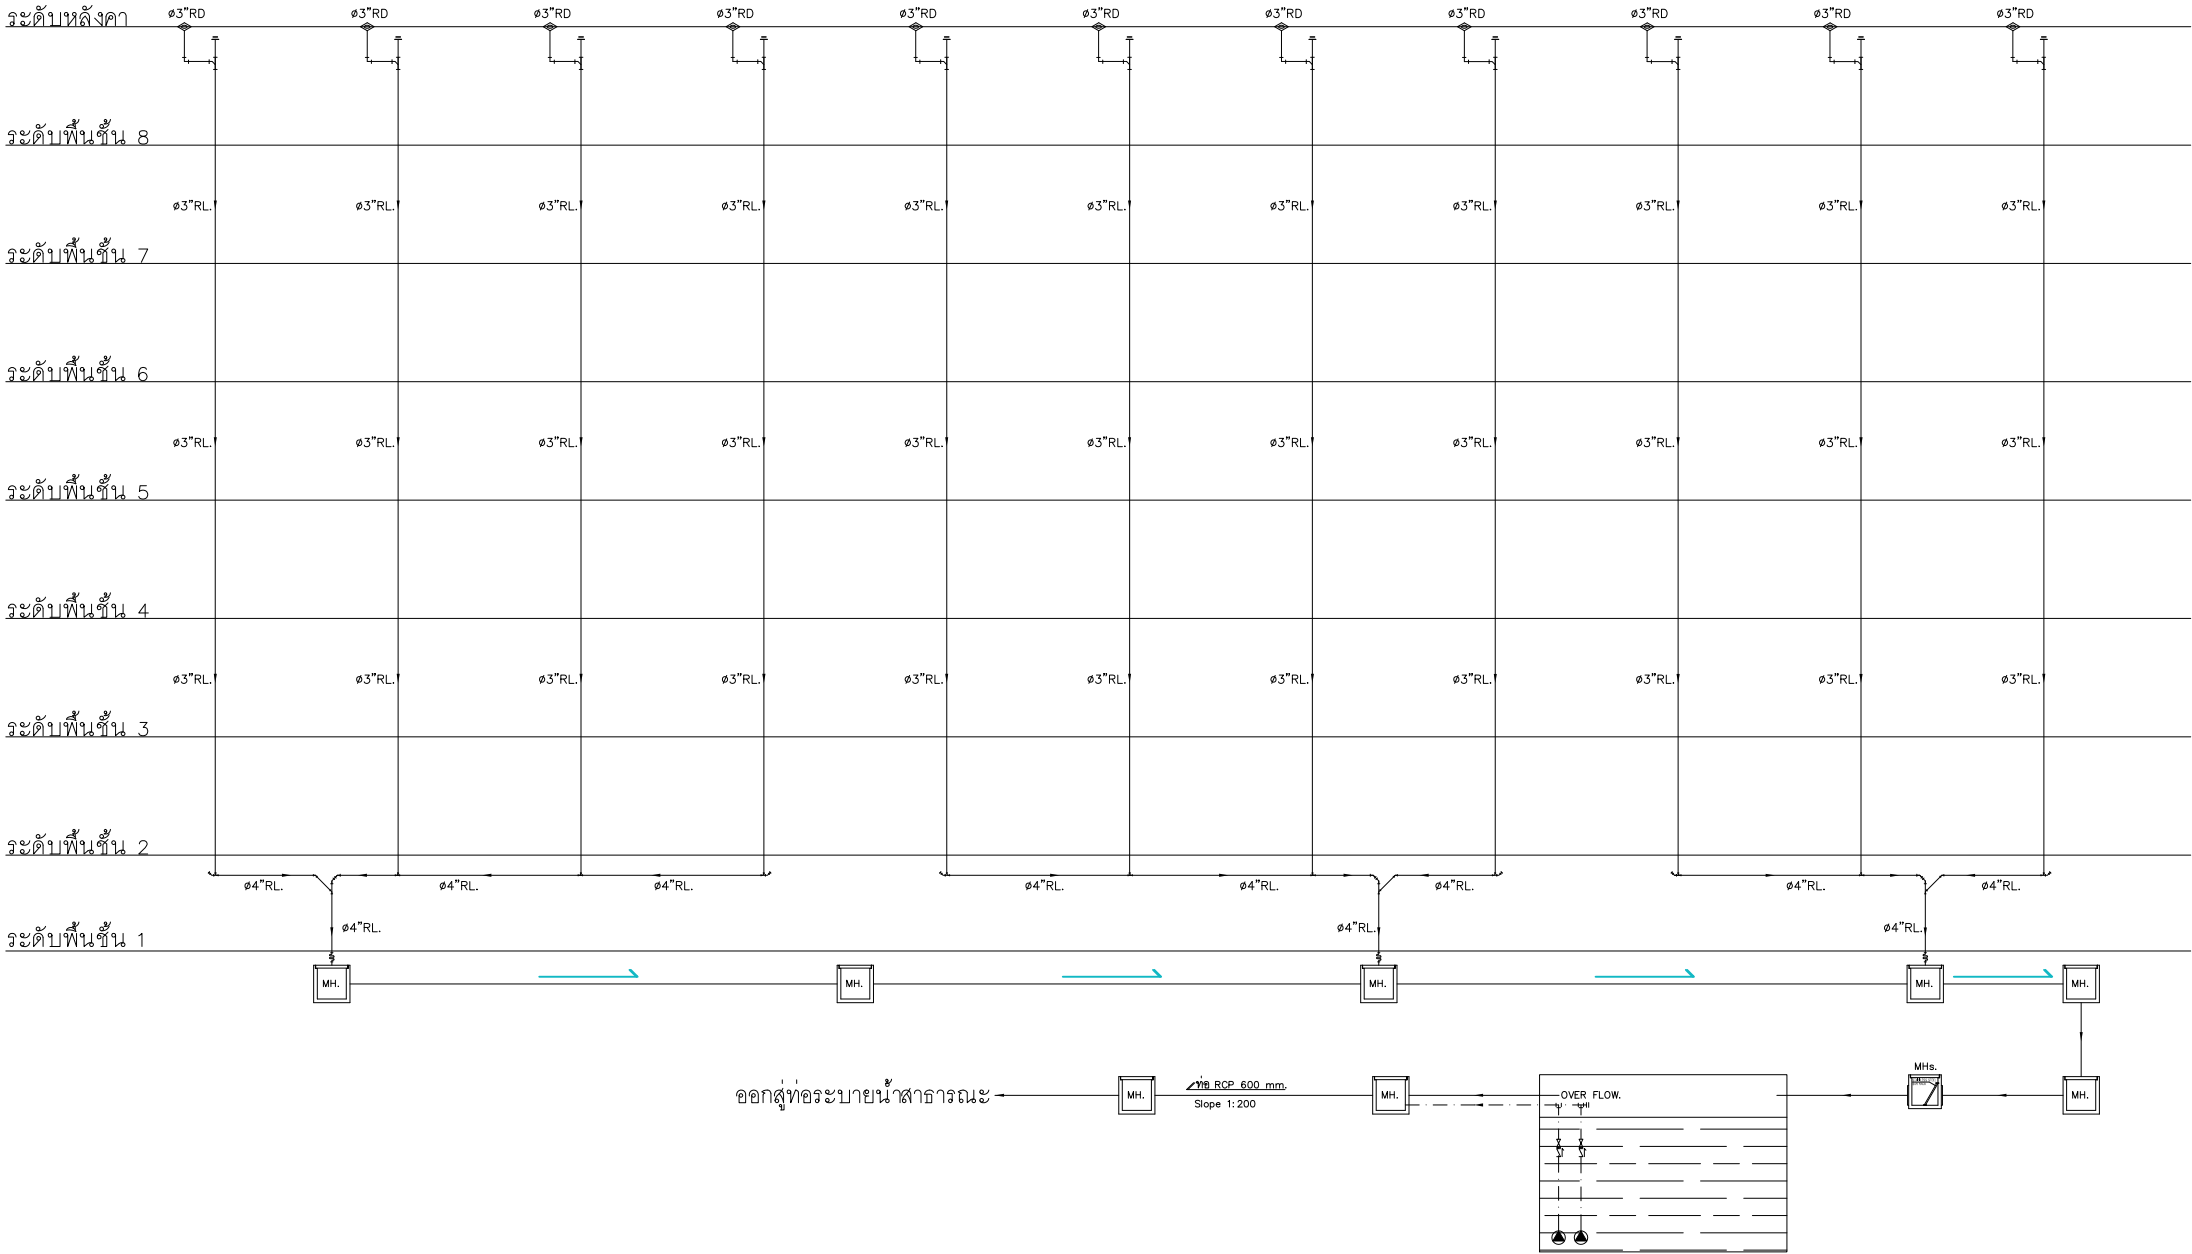 ระดับหลังคา ø3"RD ø3"RD ø3"RD ø3"RD ø3"RD ø3"RD ø3"RD ø3"RD ø3"RD ø3"RD ø3"RD
ระดับพื้นชั้น 8
ø3"RL. ø3"RL. ø3"RL. ø3"RL. ø3"RL. ø3"RL. ø3"RL. ø3"RL. ø3"RL. ø3"RL. ø3"RL.
ระดับพื้นชั้น 7
ระดับพื้นชั้น 6
ø3"RL. ø3"RL. ø3"RL. ø3"RL. ø3"RL. ø3"RL. ø3"RL. ø3"RL. ø3"RL. ø3"RL. ø3"RL.
ระดับพื้นชั้น 5
ระดับพื้นชั้น 4
ø3"RL. ø3"RL. ø3"RL. ø3"RL. ø3"RL. ø3"RL. ø3"RL. ø3"RL. ø3"RL. ø3"RL. ø3"RL.
ระดับพื้นชั้น 3
ระดับพื้นชั้น 2
ø4"RL. ø4"RL. ø4"RL. ø4"RL. ø4"RL. ø4"RL. ø4"RL. ø4"RL.
ø4"RL. ø4"RL. ø4"RL.
ระดับพื้นชั้น 1
MH. MH. MH. MH. MH.
MHs.
ออกสู่ท่อระบายน้ำสาธารณะ MH. ท่อ RCP 600 mm. MH. OVER FLOW. MH.
Slope 1:200